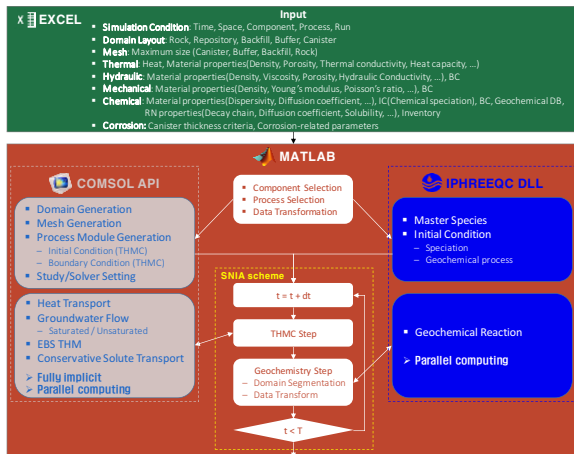 Input
X EXCEL
▪ Simulation Condition: Time, Space, Component, Process, Run
▪ Domain Layout: Rock, Repository, Backfill, Buffer, Canister
▪ Mesh: Maximum size (Canister, Buffer, Backfill, Rock)
▪ Thermal: Heat, Material properties(Density, Porosity, Thermal conductivity, Heat capacity, ...)
▪ Hydraulic: Material properties(Density, Viscosity, Porosity, Hydraulic Conductivity, ...), BC
▪ Mechanical: Material properties(Density, Young's modulus, Poisson's ratio, ...), BC
▪ Chemical: Material properties(Dispersivity, Diffusion coefficient, ...), IC(Chemical speciation), BC, Geochemical DB,
RN properties(Decay chain, Diffusion coefficient, Solubility, ...), Inventory
▪ Corrosion: Canister thickness criteria, Corrosion-related parameters
MATLAB
COMSOL API
▪ Domain Generation
▪ Mesh Generation
▪ Process Module Generation
– Initial Condition (THMC)
– Boundary Condition (THMC)
▪ Study/Solver Setting
▪ Heat Transport
▪ Groundwater Flow
– Saturated / Unsaturated
▪ EBS THM
▪ Conservative Solute Transport
➢ Fully implicit
➢ Parallel computing
▪ Component Selection
▪ Process Selection
▪ Data Transformation
SNIA scheme
t = t + dt
THMC Step
Geochemistry Step
– Domain Segmentation
– Data Transform
t < T
IPHREEQC DLL
▪ Master Species
▪ Initial Condition
– Speciation
– Geochemical process
▪ Geochemical Reaction
➢ Parallel computing